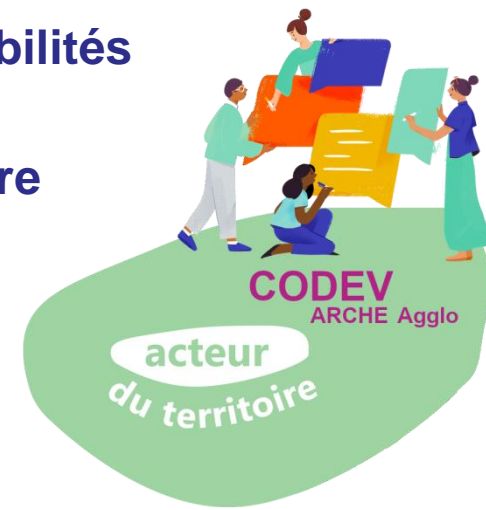 bilités
re
CODEV
ARCHE Agglo
acteur
du territoire